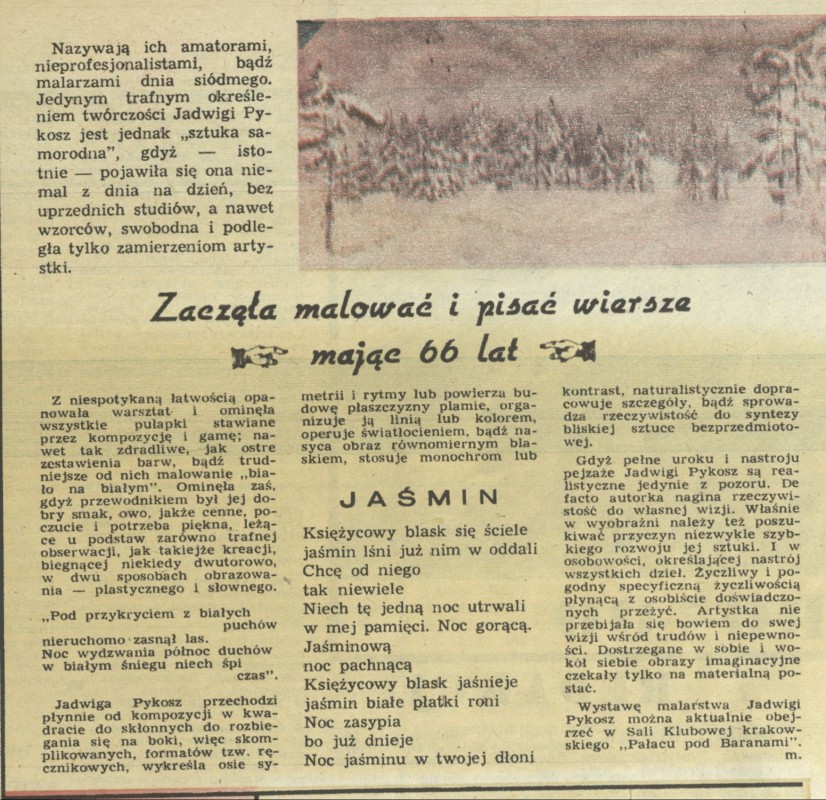 Nazywają ich amatorami,
nieprofesjonalistami, bądź
malarzami dnia siódmego.
Jedynym trafnym określe-
niem twórczości Jadwigi Py-
kosz jest jednak „sztuka sa-
morodna”, gdyż — isto-
tnie — pojawiła się ona nie-
mal z dnia na dzień, bez
uprzednich studiów, a nawet
wzorców, swobodna i podle-
gła tylko zamierzeniom arty-
stki.
Zaczęła malować i pisać wiersze
mając 66 lat
Z niespotykaną łatwością opa-
nowała warsztat i ominęła
wszystkie pułapki stawiane
przez kompozycję i gamę; na-
wet tak zdradliwe, jak ostre
zestawienia barw, bądź trud-
niejsze od nich malowanie „bia-
ło na białym”. Ominęła zaś,
gdyż przewodnikiem był jej do-
bry smak, owo, jakże cenne, po-
czucie i potrzeba piękna, leżą-
ce u podstaw zarówno trafnej
obserwacji, jak takiejże kreacji,
biegnącej niekiedy dwutorowo,
w dwu sposobach obrazowa-
nia — plastycznego i słownego.
„Pod przykryciem z białych
puchów
nieruchomo zasnął las.
Noc wydzwania północ duchów
w białym śniegu niech śpi
czas”.
Jadwiga Pykosz przechodzi
płynnie od kompozycji w kwa-
dracie do skłonnych do rozbie-
gania się na boki, więc skom-
plikowanych, formatów tzw. rę-
cznikowych, wykreśla osie sy-
metrii i rytmy lub powierza bu-
dowę płaszczyzny plamie, orga-
nizuje ją linią lub kolorem,
operuje światłocieniem, bądź na-
syca obraz równomiernym bla-
skiem, stosuje monochrom lub
JAŚMIN
Księżycowy blask się ściele
jaśmin lśni już nim w oddali
Chcę od niego
tak niewiele
Niech tę jedną noc utrwali
w mej pamięci. Noc gorącą.
Jaśminową
noc pachnącą
Księżycowy blask jaśnieje
jaśmin białe płatki roni
Noc zasypia
bo już dnieje
Noc jaśminu w twojej dłoni
kontrast, naturalistycznie dopra-
cowuje szczegóły, bądź sprowa-
dza rzeczywistość do syntezy
bliskiej sztuce bezprzedmioto-
wej.
Gdyż pełne uroku i nastroju
pejzaże Jadwigi Pykosz są rea-
listyczne jedynie z pozoru. De
facto autorka nagina rzeczywi-
stość do własnej wizji. Właśnie
w wyobraźni należy też poszu-
kiwać przyczyn niezwykle szyb-
kiego rozwoju jej sztuki. I w
osobowości, określającej nastrój
wszystkich dzieł. Życzliwy i po-
godny specyficzną życzliwością
płynącą z osobiście doświadczo-
nych przeżyć. Artystka nie
przebijała się bowiem do swej
wizji wśród trudów i niepewno-
ści. Dostrzegane w sobie i wo-
kół siebie obrazy imaginacyjne
czekały tylko na materialną po-
stać.
Wystawę malarstwa Jadwigi
Pykosz można aktualnie obej-
rzeć w Sali Klubowej krakow-
skiego „Pałacu pod Baranami”.
m.